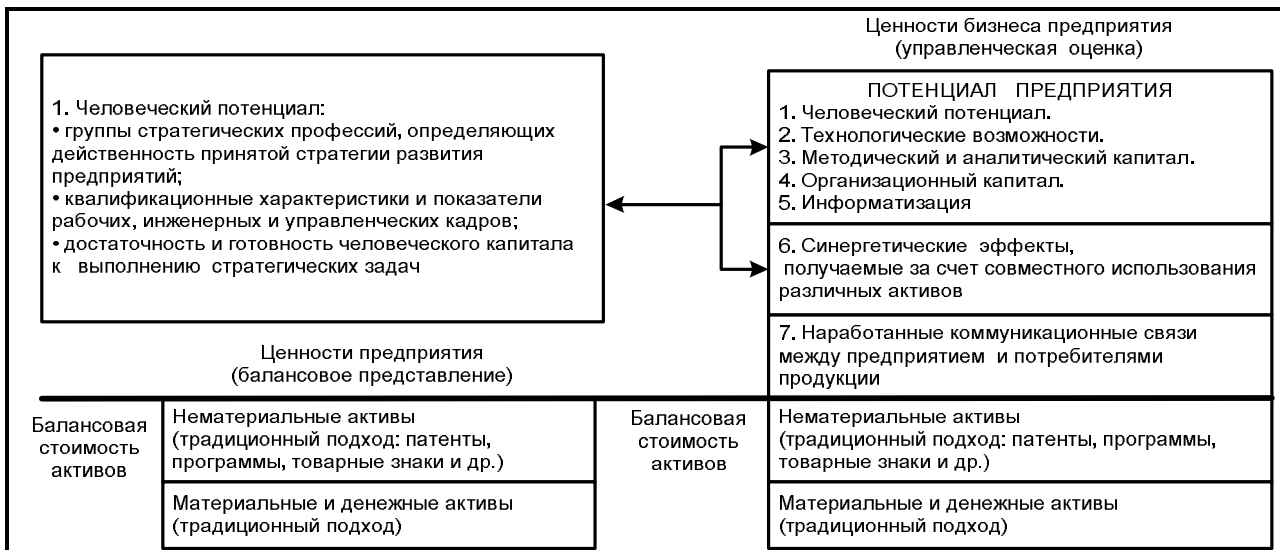 Ценности бизнеса предприятия
(управленческая оценка)
1. Человеческий потенциал:
• группы стратегических профессий, определяющих
действенность принятой стратегии развития
предприятий;
• квалификационные характеристики и показатели
рабочих, инженерных и управленческих кадров;
• достаточность и готовность человеческого капитала
к выполнению стратегических задач
ПОТЕНЦИАЛ ПРЕДПРИЯТИЯ
1. Человеческий потенциал.
2. Технологические возможности.
3. Методический и аналитический капитал.
4. Организационный капитал.
5. Информатизация
6. Синергетические эффекты,
получаемые за счет совместного использования
различных активов
7. Наработанные коммуникационные связи
между предприятием и потребителями
продукции
Ценности предприятия
(балансовое представление)
Балансовая
стоимость
активов
Нематериальные активы
(традиционный подход: патенты,
программы, товарные знаки и др.)
Материальные и денежные активы
(традиционный подход)
Балансовая
стоимость
активов
Нематериальные активы
(традиционный подход: патенты, программы,
товарные знаки и др.)
Материальные и денежные активы
(традиционный подход)